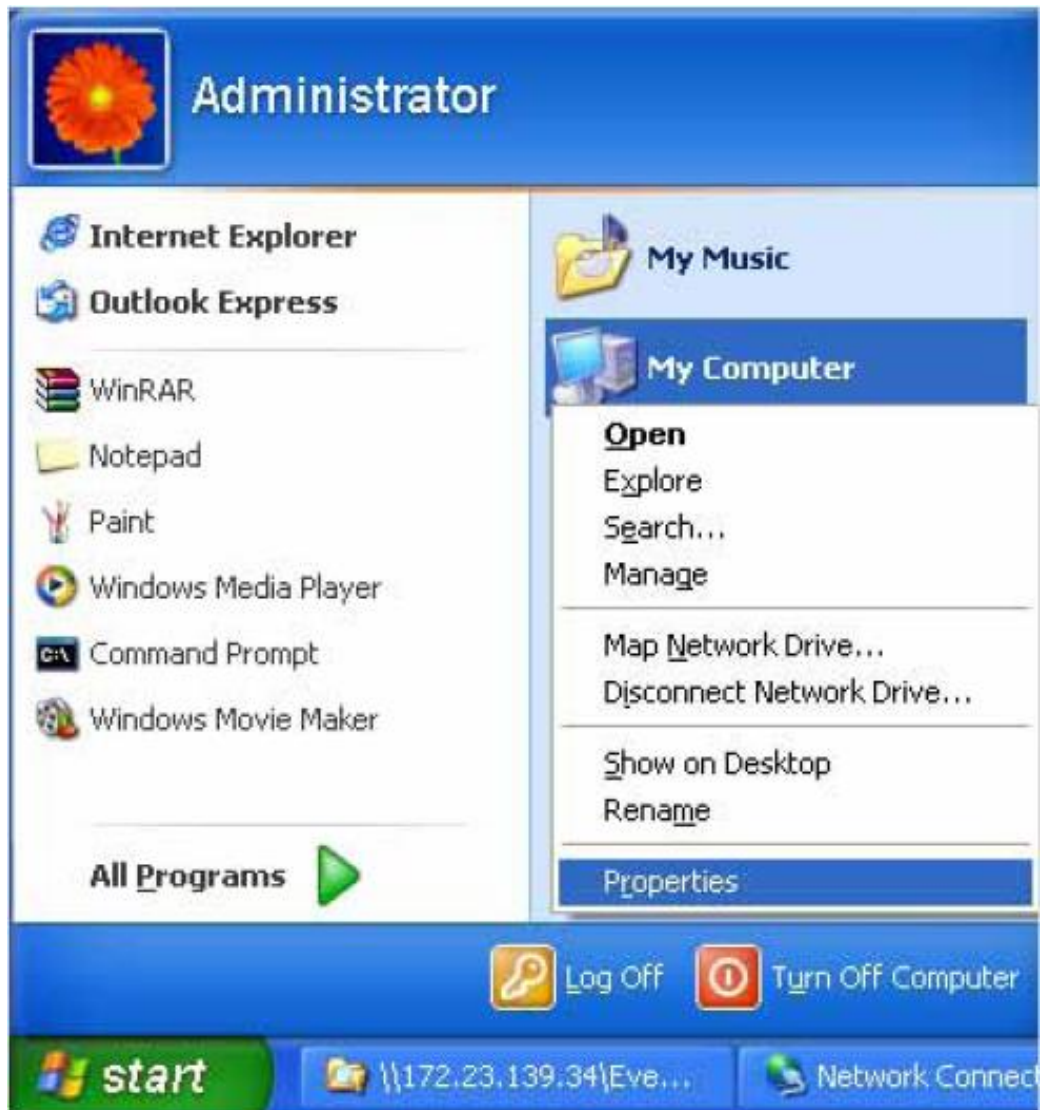 Administrator
Internet Explorer
Outlook Express
WinRAR
Notepad
Paint
Windows Media Player
Command Prompt
Windows Movie Maker
All Programs
My Music
My Computer
Open
Explore
Search...
Manage
Map Network Drive...
Disconnect Network Drive...
Show on Desktop
Rename
Properties
Log Off
Turn Off Computer
start
\\172.23.139.34\Eve...
Network Connect